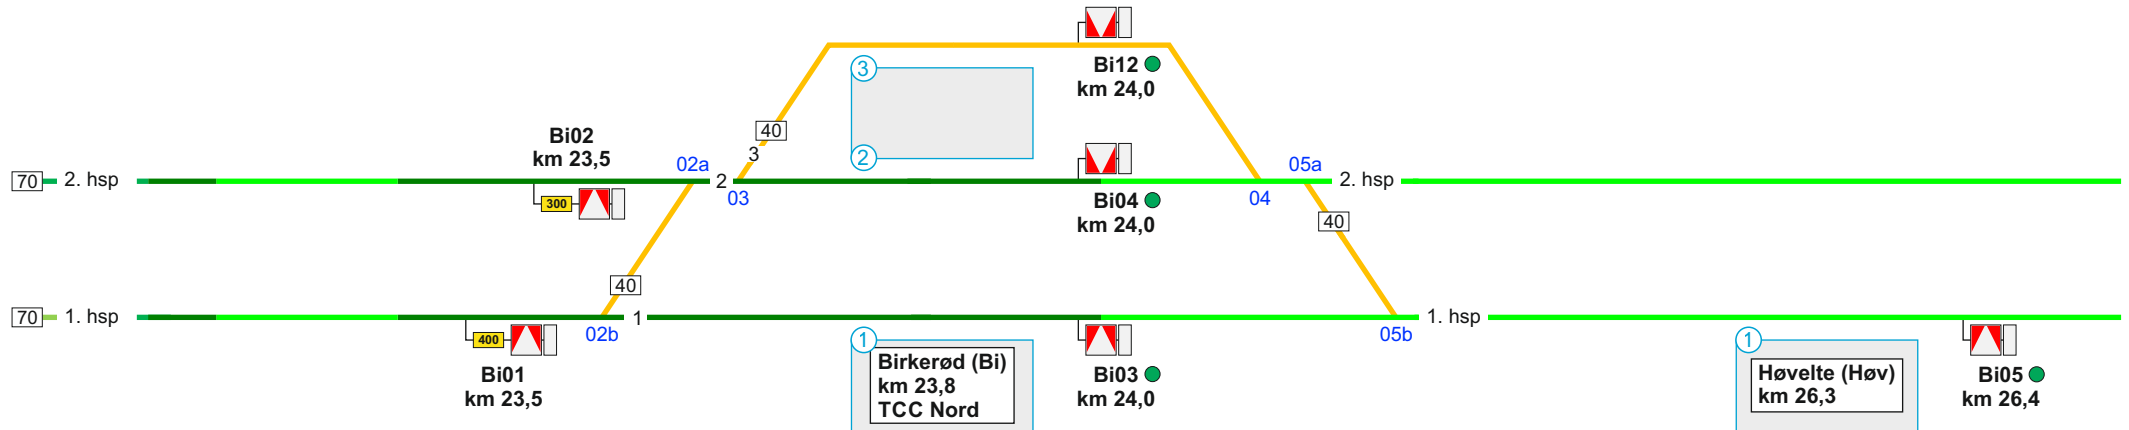 3
Bi12
km 24,0
Bi02
km 23,5
40
3
2
02a
05a
70
2. hsp
2
2. hsp
300
03
Bi04
km 24,0
04
40
40
70
1. hsp
1
1. hsp
400
02b
05b
Bi01
km 23,5
1
Birkerød (Bi)
km 23,8
TCC Nord
Bi03
km 24,0
1
Høvelte (Høv)
km 26,3
Bi05
km 26,4